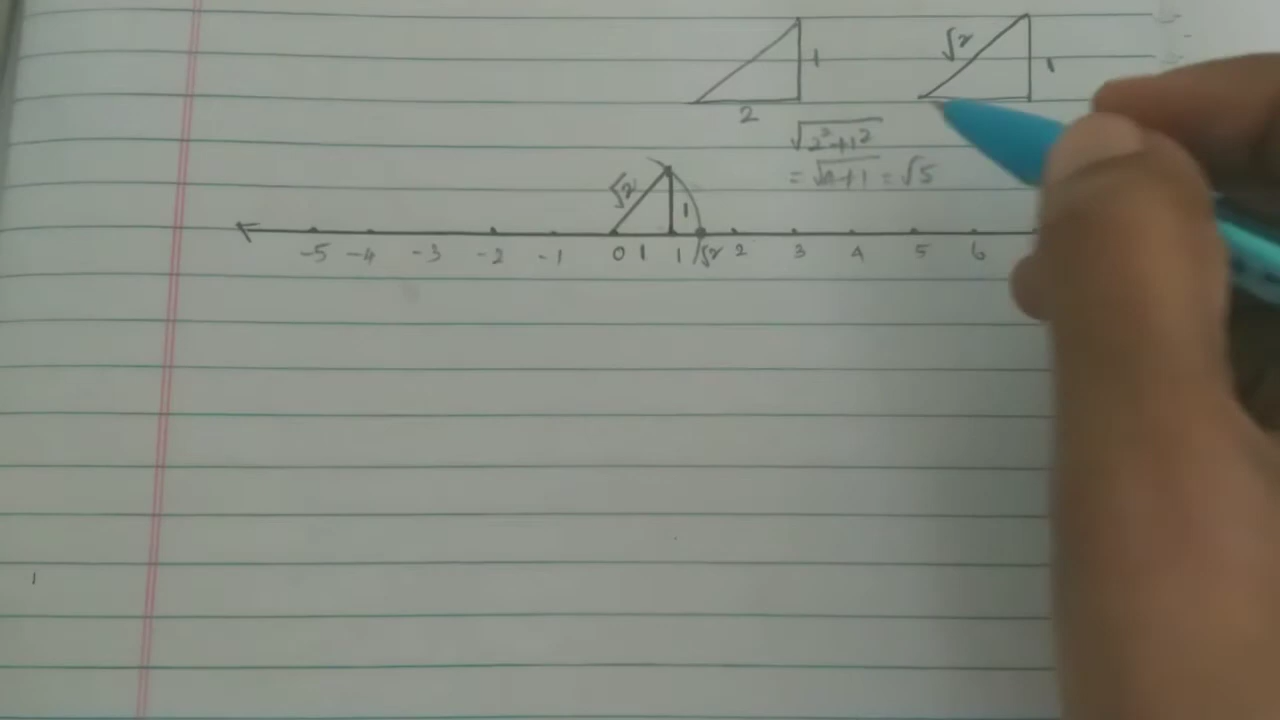 √2 1
1
2
√2²+1²
= √4+1 = √5
√2 1
-5 -4 -3 -2 -1 0 1 1 √2 2 3 4 5 6